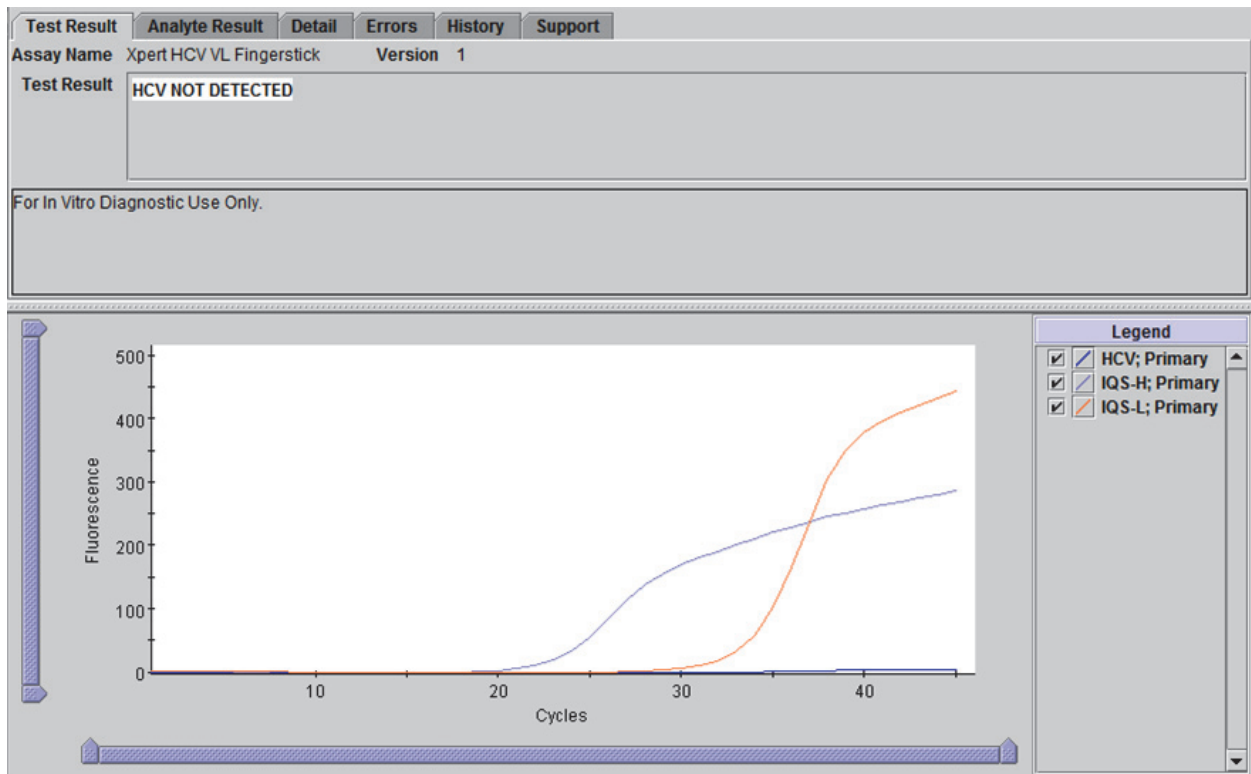 Test Result Analyte Result Detail Errors History Support
Assay Name Xpert HCV VL Fingerstick Version 1
Test Result HCV NOT DETECTED
For In Vitro Diagnostic Use Only.
Legend
HCV; Primary
IQS-H; Primary
IQS-L; Primary
500
400
300
200
100
0
Fluorescence
10 20 30 40
Cycles